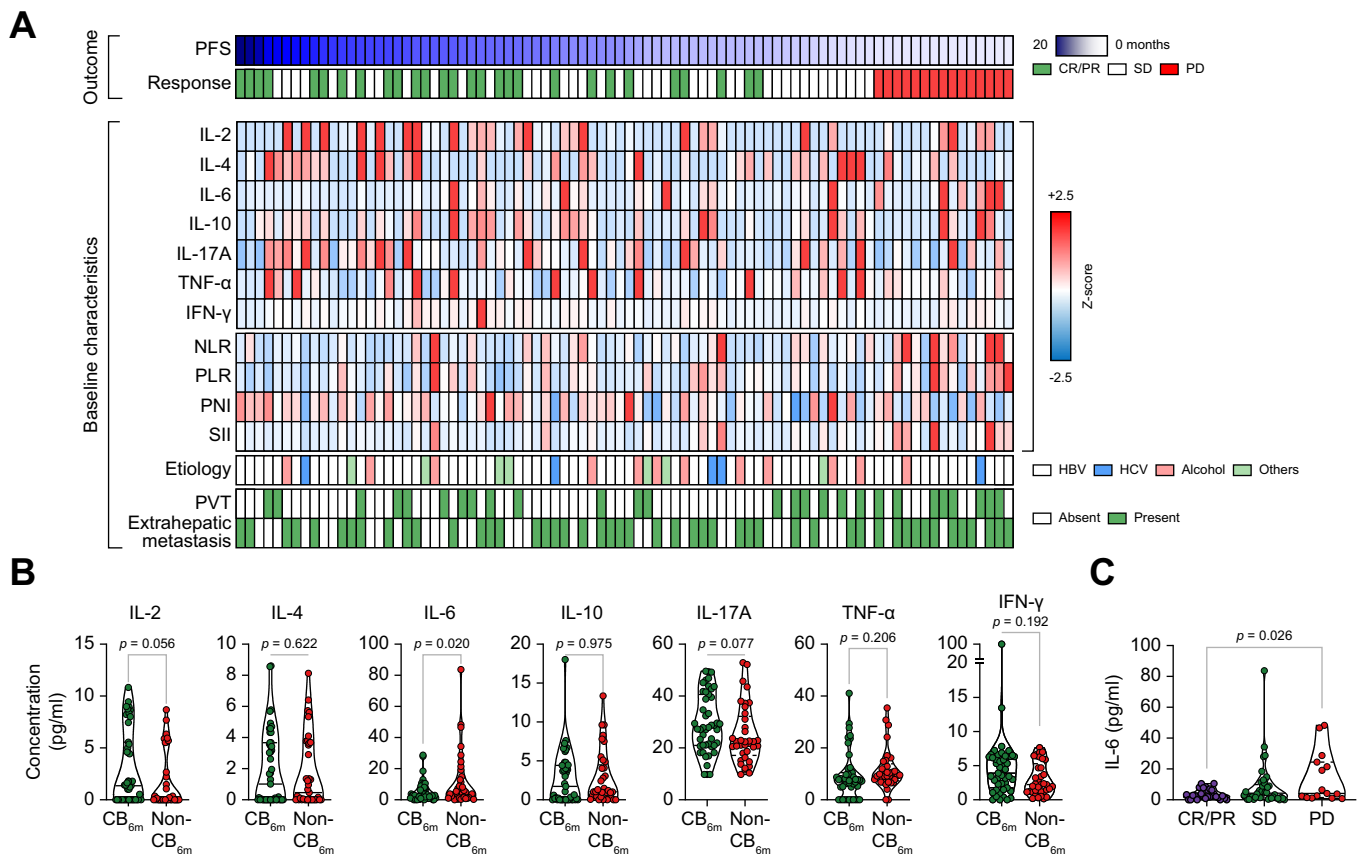 A
Outcome
PFS
Response
20 0 months
CR/PR SD PD
Baseline characteristics
IL-2
IL-4
IL-6
IL-10
IL-17A
TNF-α
IFN-γ
NLR
PLR
PNI
SII
Etiology
PVT
Extrahepatic
metastasis
+2.5
Z-score
-2.5
HBV HCV Alcohol Others
Absent Present
B
Concentration
(pg/ml)
IL-2
p = 0.056
15
10
5
0
CB6m Non-
CB6m
IL-4
p = 0.622
10
8
6
4
2
0
CB6m Non-
CB6m
IL-6
p = 0.020
100
80
60
40
20
0
CB6m Non-
CB6m
IL-10
p = 0.975
20
15
10
5
0
CB6m Non-
CB6m
IL-17A
p = 0.077
60
40
20
0
CB6m Non-
CB6m
TNF-α
p = 0.206
60
40
20
0
CB6m Non-
CB6m
IFN-γ
p = 0.192
100
20
15
10
5
0
CB6m Non-
CB6m
C
IL-6 (pg/ml)
p = 0.026
100
80
60
40
20
0
CR/PR SD PD